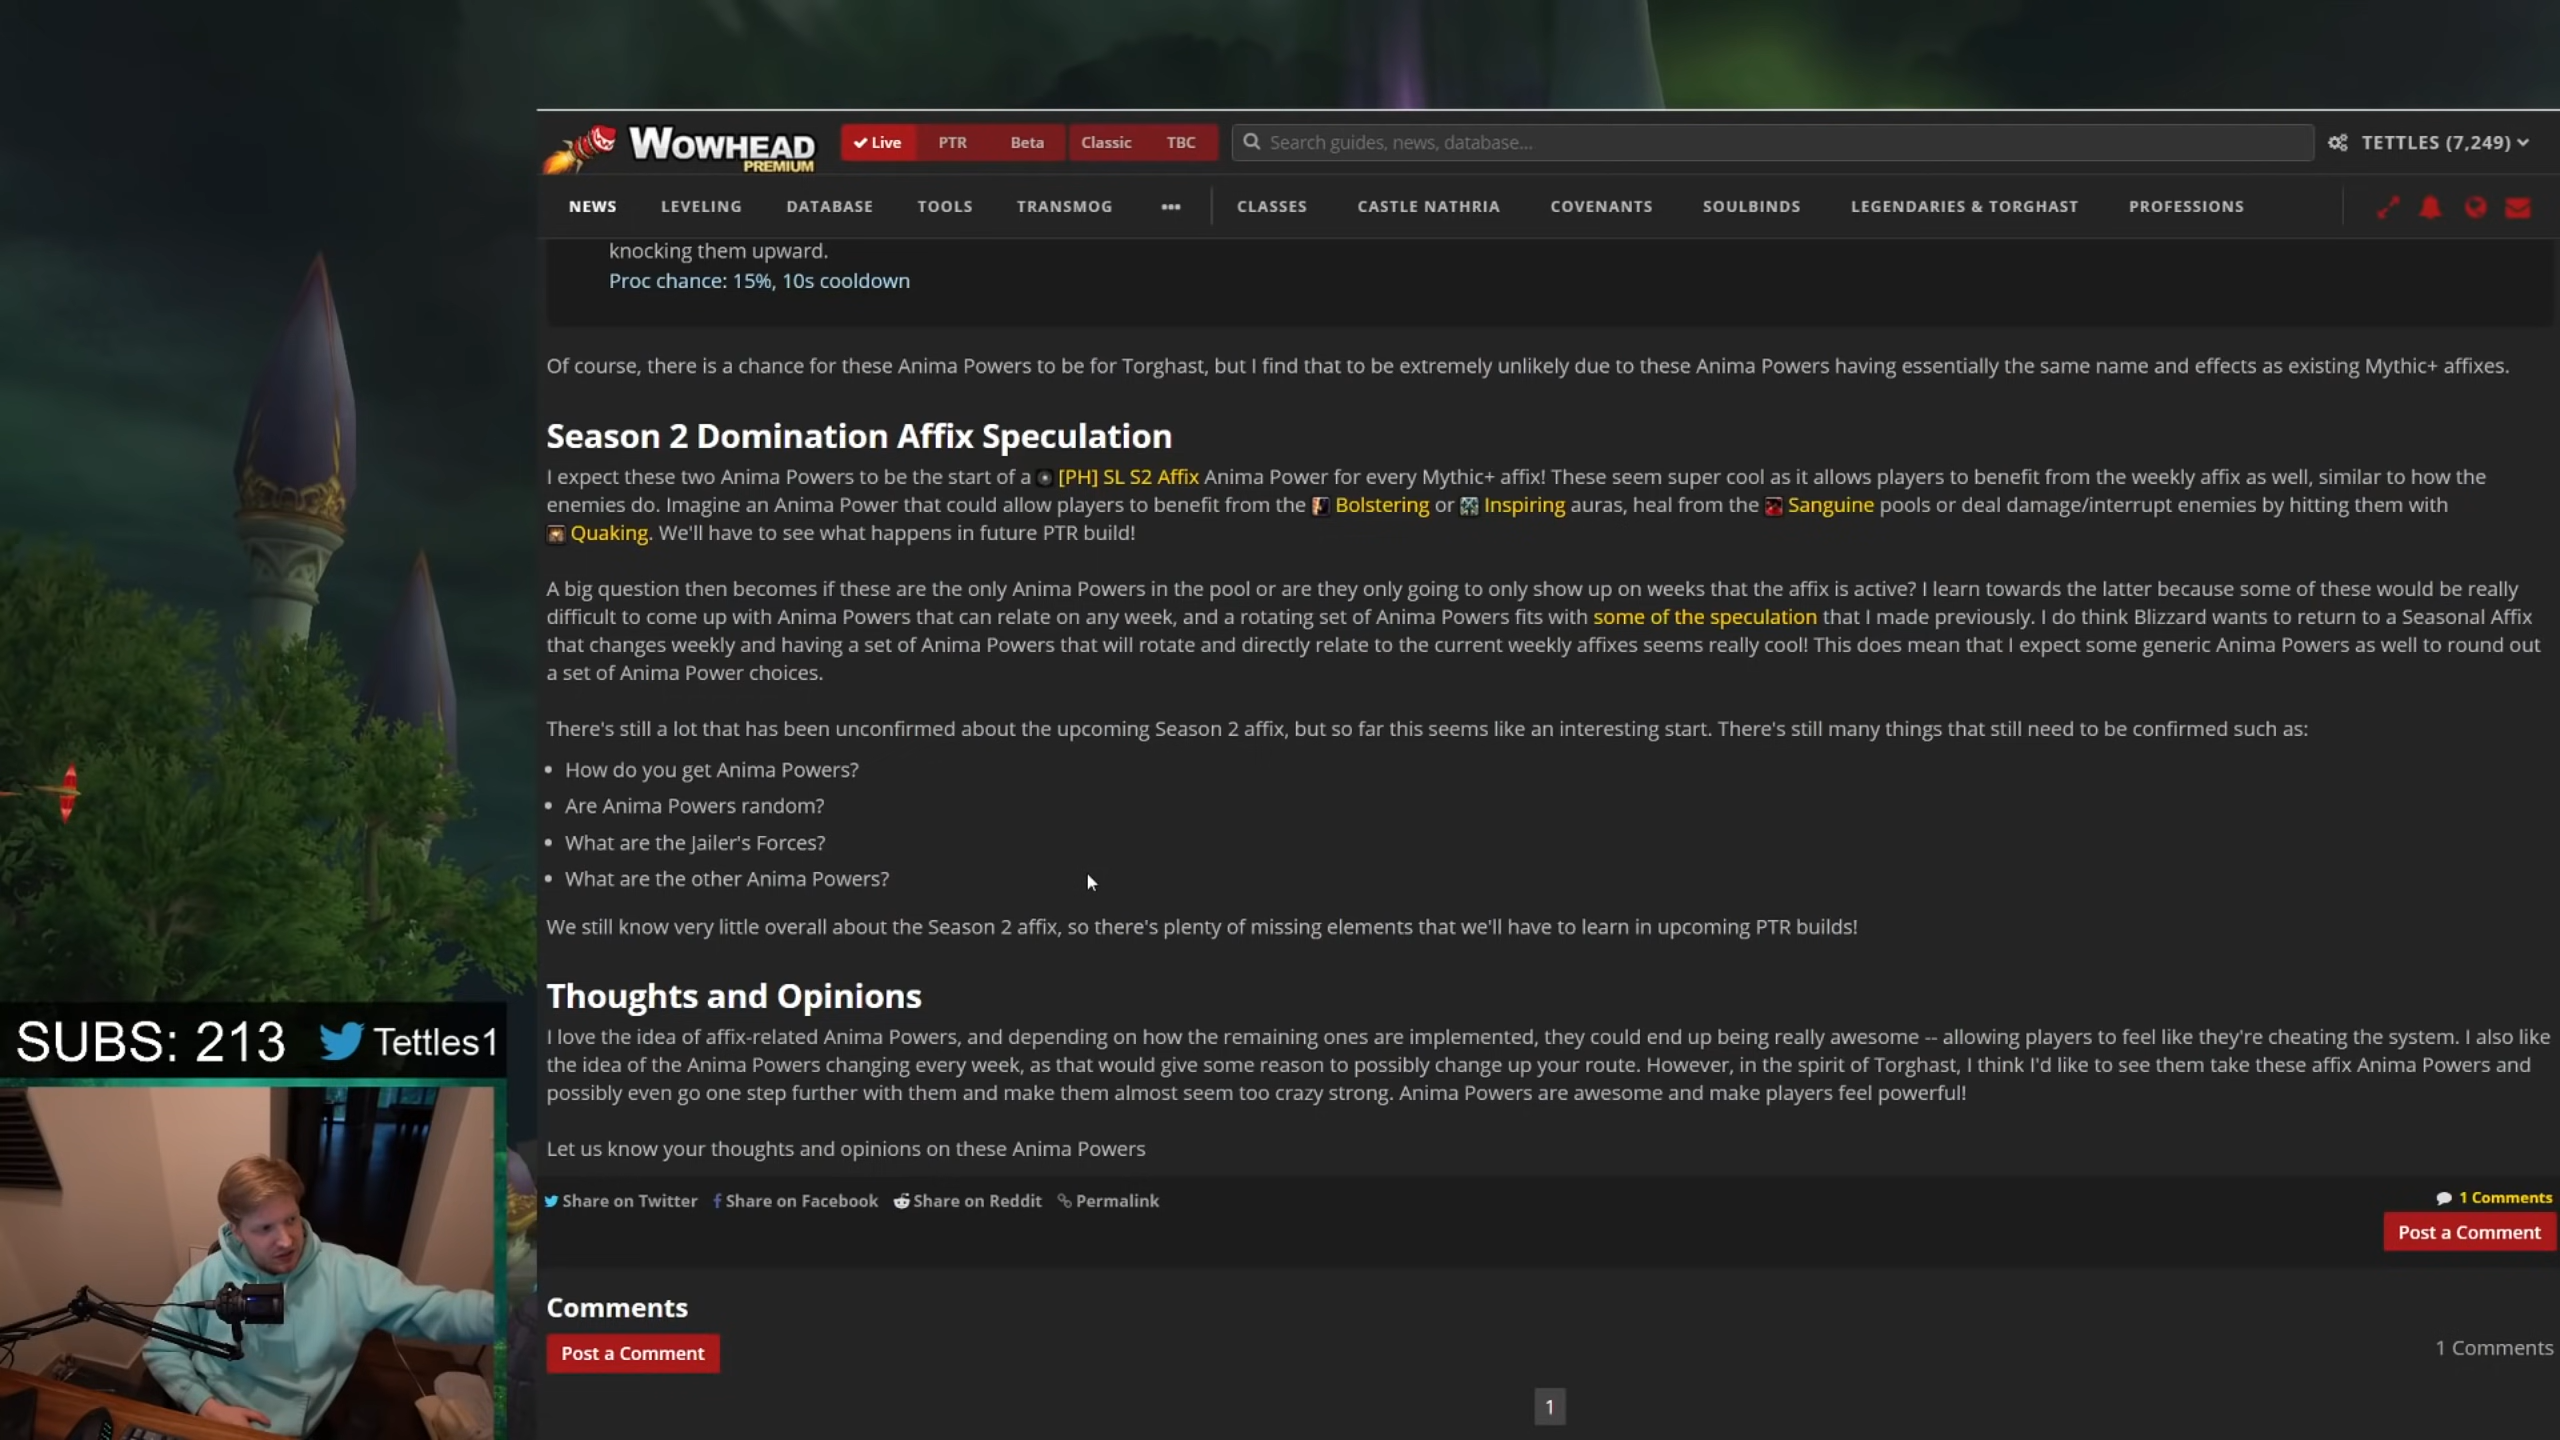 WOWHEAD
PREMIUM
Live
PTR
Beta
Classic
TBC
Search guides, news, database...
TETTLES (7,249)
NEWS
LEVELING
DATABASE
TOOLS
TRANSMOG
•••
CLASSES
CASTLE NATHRIA
COVENANTS
SOULBINDS
LEGENDARIES & TORGHAST
PROFESSIONS
knocking them upward.
Proc chance: 15%, 10s cooldown
Of course, there is a chance for these Anima Powers to be for Torghast, but I find that to be extremely unlikely due to these Anima Powers having essentially the same name and effects as existing Mythic+ affixes.
Season 2 Domination Affix Speculation
I expect these two Anima Powers to be the start of a [PH] SL S2 Affix Anima Power for every Mythic+ affix! These seem super cool as it allows players to benefit from the weekly affix as well, similar to how the
enemies do. Imagine an Anima Power that could allow players to benefit from the Bolstering or Inspiring auras, heal from the Sanguine pools or deal damage/interrupt enemies by hitting them with
Quaking. We'll have to see what happens in future PTR build!
A big question then becomes if these are the only Anima Powers in the pool or are they only going to only show up on weeks that the affix is active? I learn towards the latter because some of these would be really
difficult to come up with Anima Powers that can relate on any week, and a rotating set of Anima Powers fits with some of the speculation that I made previously. I do think Blizzard wants to return to a Seasonal Affix
that changes weekly and having a set of Anima Powers that will rotate and directly relate to the current weekly affixes seems really cool! This does mean that I expect some generic Anima Powers as well to round out
a set of Anima Power choices.
There's still a lot that has been unconfirmed about the upcoming Season 2 affix, but so far this seems like an interesting start. There's still many things that still need to be confirmed such as:
• How do you get Anima Powers?
• Are Anima Powers random?
• What are the Jailer's Forces?
• What are the other Anima Powers?
We still know very little overall about the Season 2 affix, so there's plenty of missing elements that we'll have to learn in upcoming PTR builds!
Thoughts and Opinions
I love the idea of affix-related Anima Powers, and depending on how the remaining ones are implemented, they could end up being really awesome -- allowing players to feel like they're cheating the system. I also like
the idea of the Anima Powers changing every week, as that would give some reason to possibly change up your route. However, in the spirit of Torghast, I think I'd like to see them take these affix Anima Powers and
possibly even go one step further with them and make them almost seem too crazy strong. Anima Powers are awesome and make players feel powerful!
Let us know your thoughts and opinions on these Anima Powers
Share on Twitter
Share on Facebook
Share on Reddit
Permalink
1 Comments
Post a Comment
Comments
Post a Comment
1 Comments
1
SUBS: 213
Tettles1